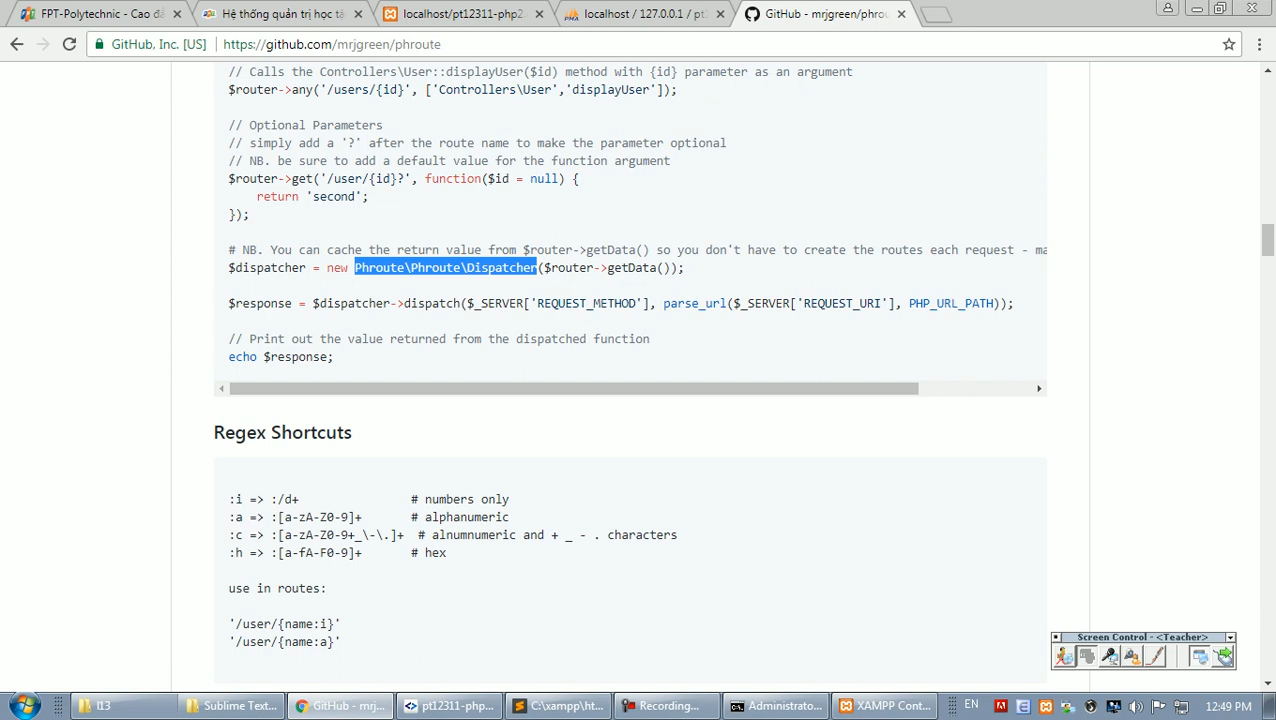 FPT-Polytechnic - Cao đẳ
Hệ thống quản trị học tậ
localhost/pt12311-php2
localhost / 127.0.0.1 / pt
GitHub - mrjgreen/phrou
GitHub, Inc. [US]
https://github.com/mrjgreen/phroute
// Calls the Controllers\User::displayUser($id) method with {id} parameter as an argument
$router->any('/users/{id}', ['Controllers\User','displayUser']);
// Optional Parameters
// simply add a '?' after the route name to make the parameter optional
// NB. be sure to add a default value for the function argument
$router->get('/user/{id}?', function($id = null) {
return 'second';
});
# NB. You can cache the return value from $router->getData() so you don't have to create the routes each request - ma
$dispatcher = new Phroute\Phroute\Dispatcher($router->getData());
$response = $dispatcher->dispatch($_SERVER['REQUEST_METHOD'], parse_url($_SERVER['REQUEST_URI'], PHP_URL_PATH));
// Print out the value returned from the dispatched function
echo $response;
Regex Shortcuts
:i => :/d+ # numbers only
:a => :[a-zA-Z0-9]+ # alphanumeric
:c => :[a-zA-Z0-9+_\-\.]+ # alnumnumeric and + _ - . characters
:h => :[a-fA-F0-9]+ # hex
use in routes:
'/user/{name:i}'
'/user/{name:a}'
Screen Control - <Teacher>
l13
Sublime Text...
GitHub - mrj...
pt12311-php...
C:\xampp\ht...
Recording...
Administrato...
XAMPP Cont...
EN
12:49 PM